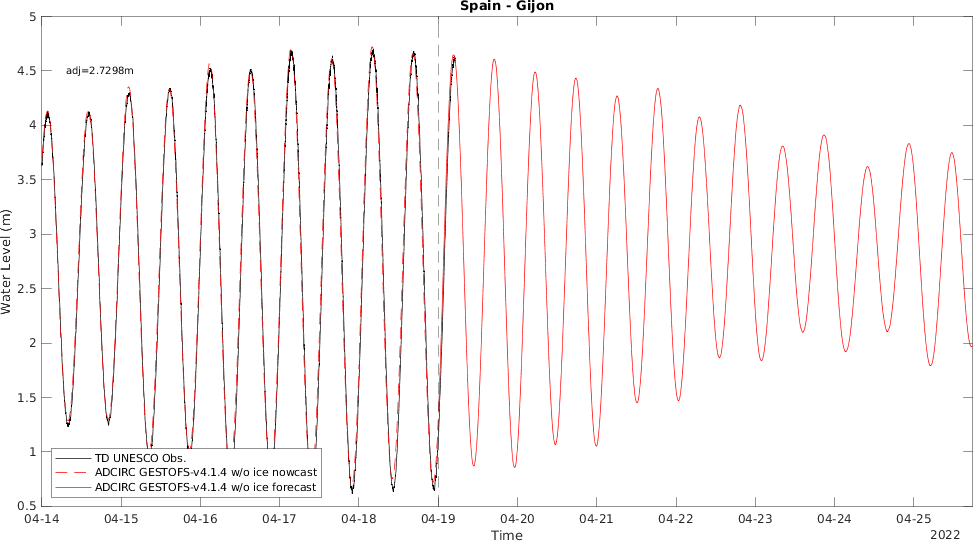 Spain - Gijon
Water Level (m)
5
4.5
4
3.5
3
2.5
2
1.5
1
0.5
adj=2.7298m
TD UNESCO Obs.
ADCIRC GESTOFS-v4.1.4 w/o ice nowcast
ADCIRC GESTOFS-v4.1.4 w/o ice forecast
04-14 04-15 04-16 04-17 04-18 04-19 04-20 04-21 04-22 04-23 04-24 04-25
Time
2022